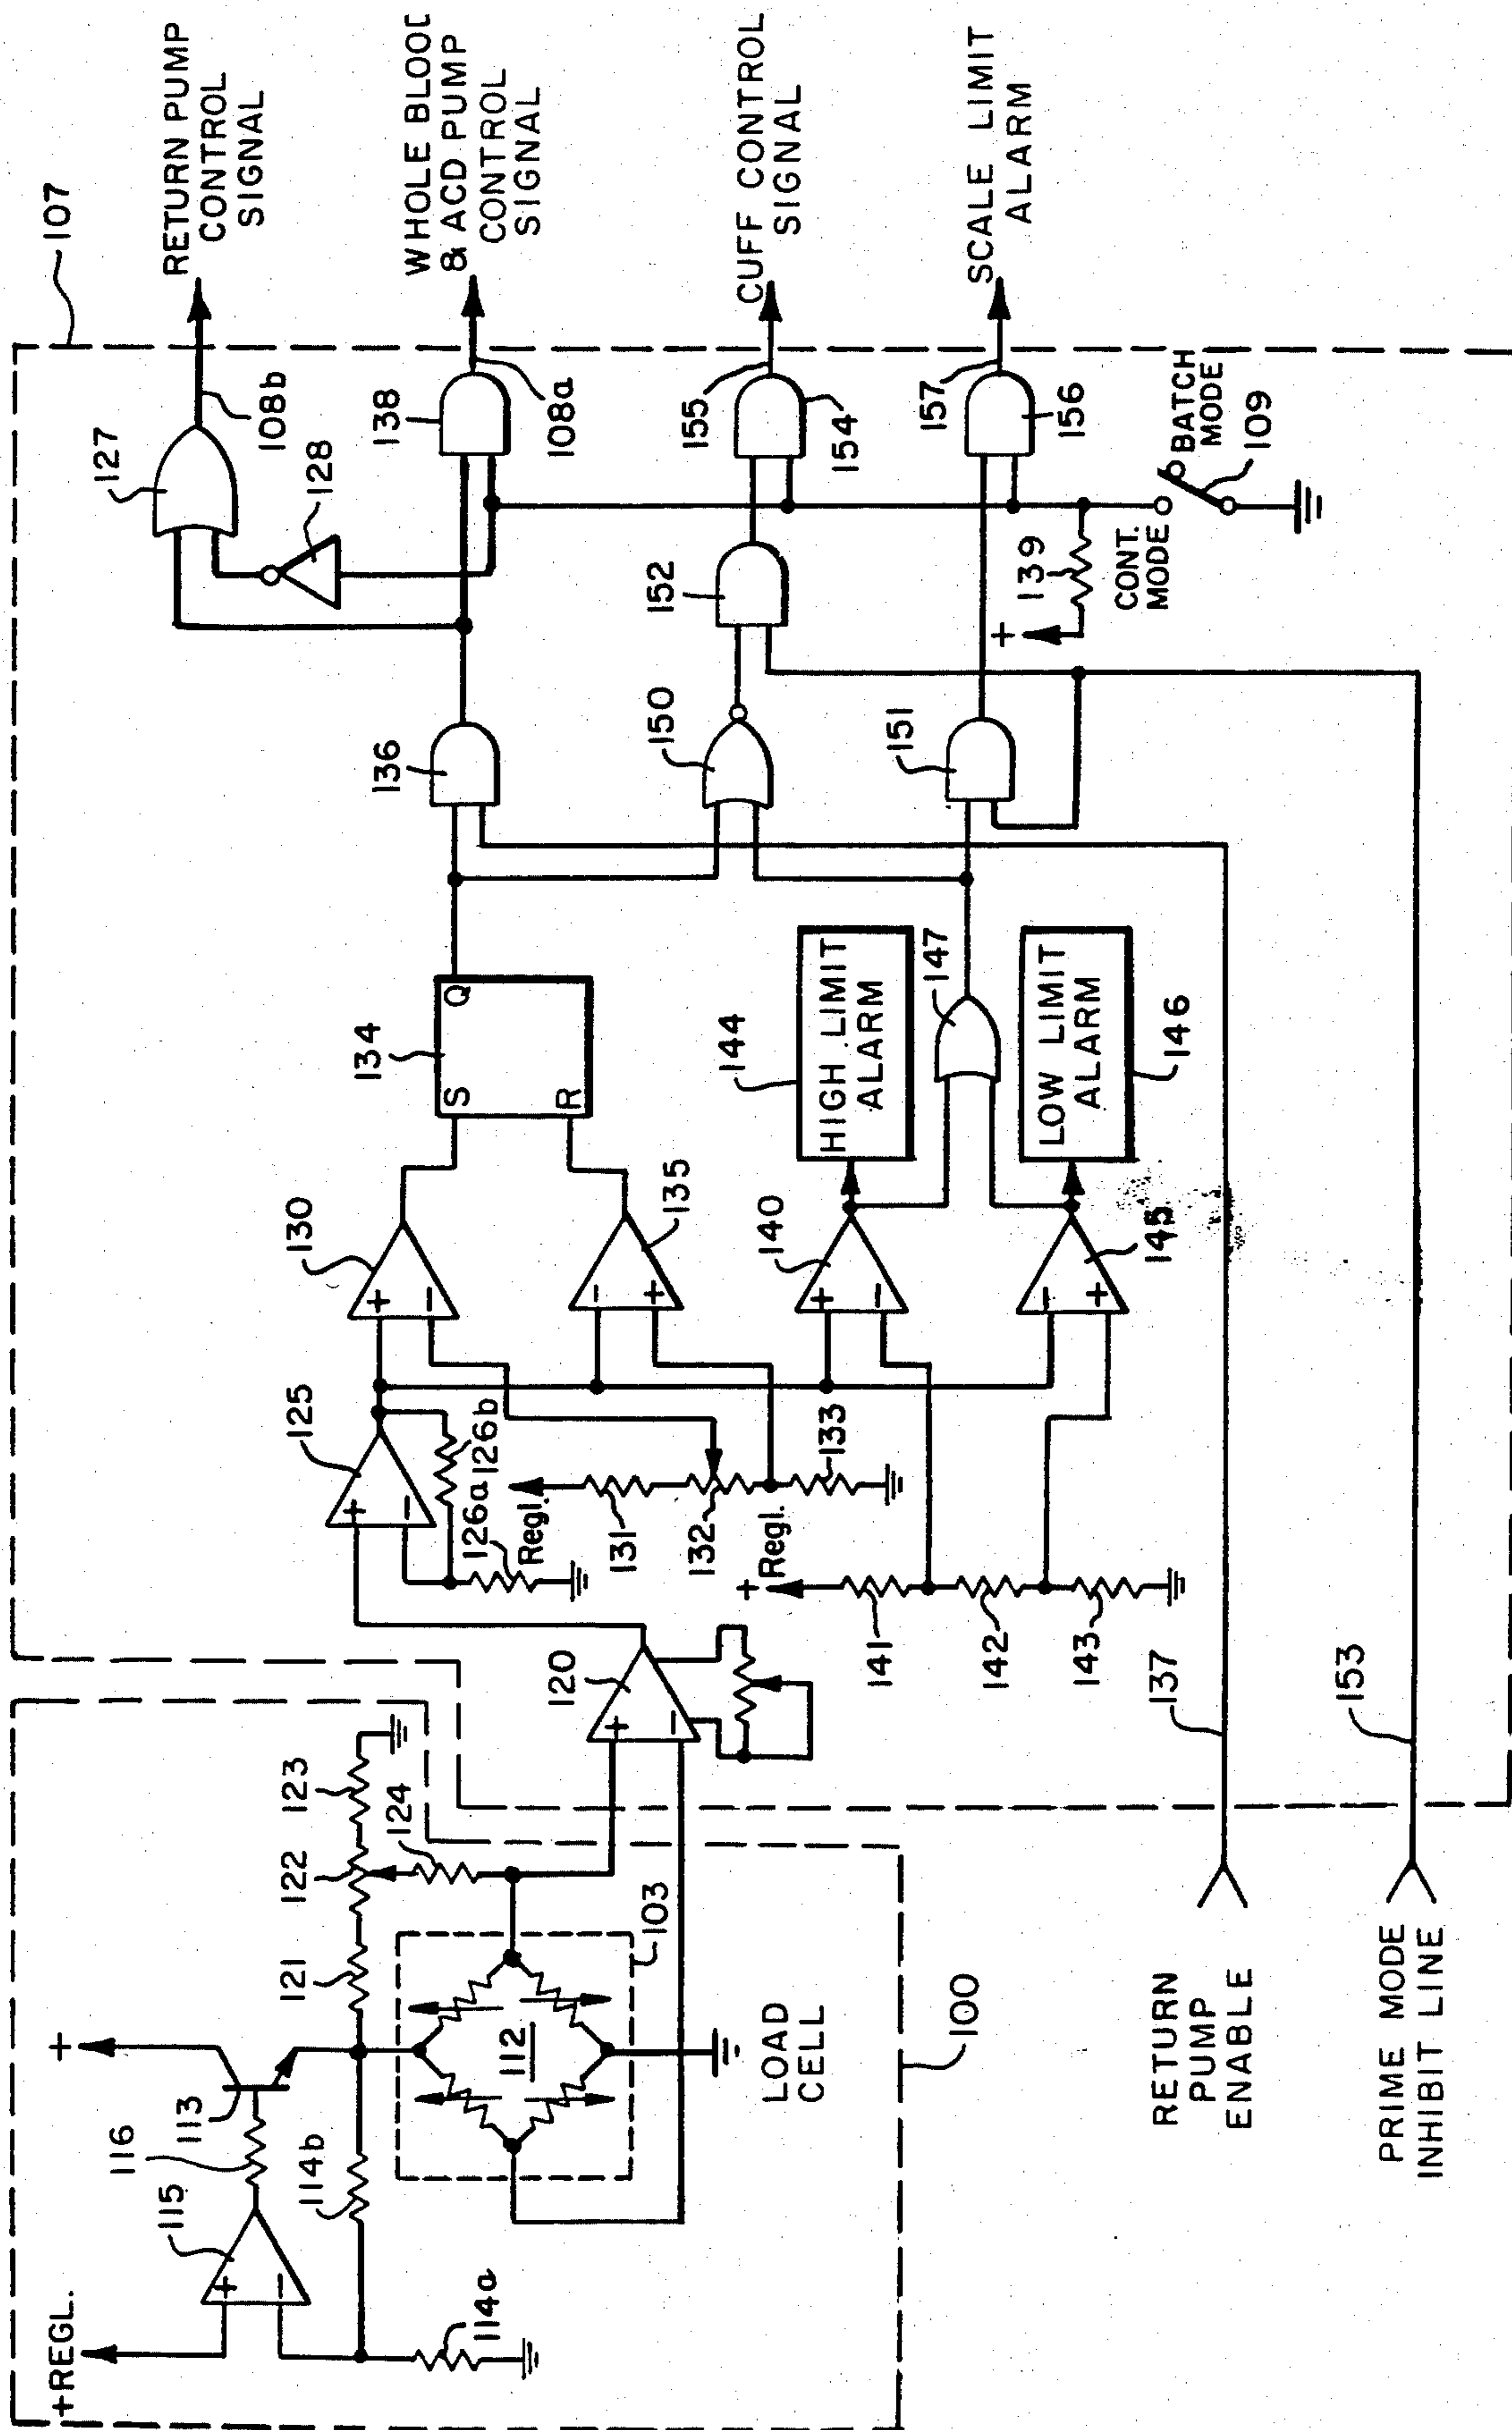 107
RETURN PUMP
CONTROL
SIGNAL
127
108b
128
WHOLE BLOOD
& ACD PUMP
CONTROL
SIGNAL
138
108a
136
CUFF CONTROL
SIGNAL
155
154
152
150
SCALE LIMIT
ALARM
157
156
151
BATCH
MODE
109
CONT.
MODE
139
+
134
S
Q
R
130
+
-
135
-
+
144
HIGH LIMIT
ALARM
147
LOW LIMIT
ALARM
146
140
+
-
145
-
+
125
+
-
126b
126a
Regl.
131
132
133
+
Regl.
141
142
143
120
+
-
137
153
+REGL.
115
+
-
116
113
+
114b
114a
121
122
123
124
112
103
LOAD
CELL
100
RETURN
PUMP
ENABLE
PRIME MODE
INHIBIT LINE